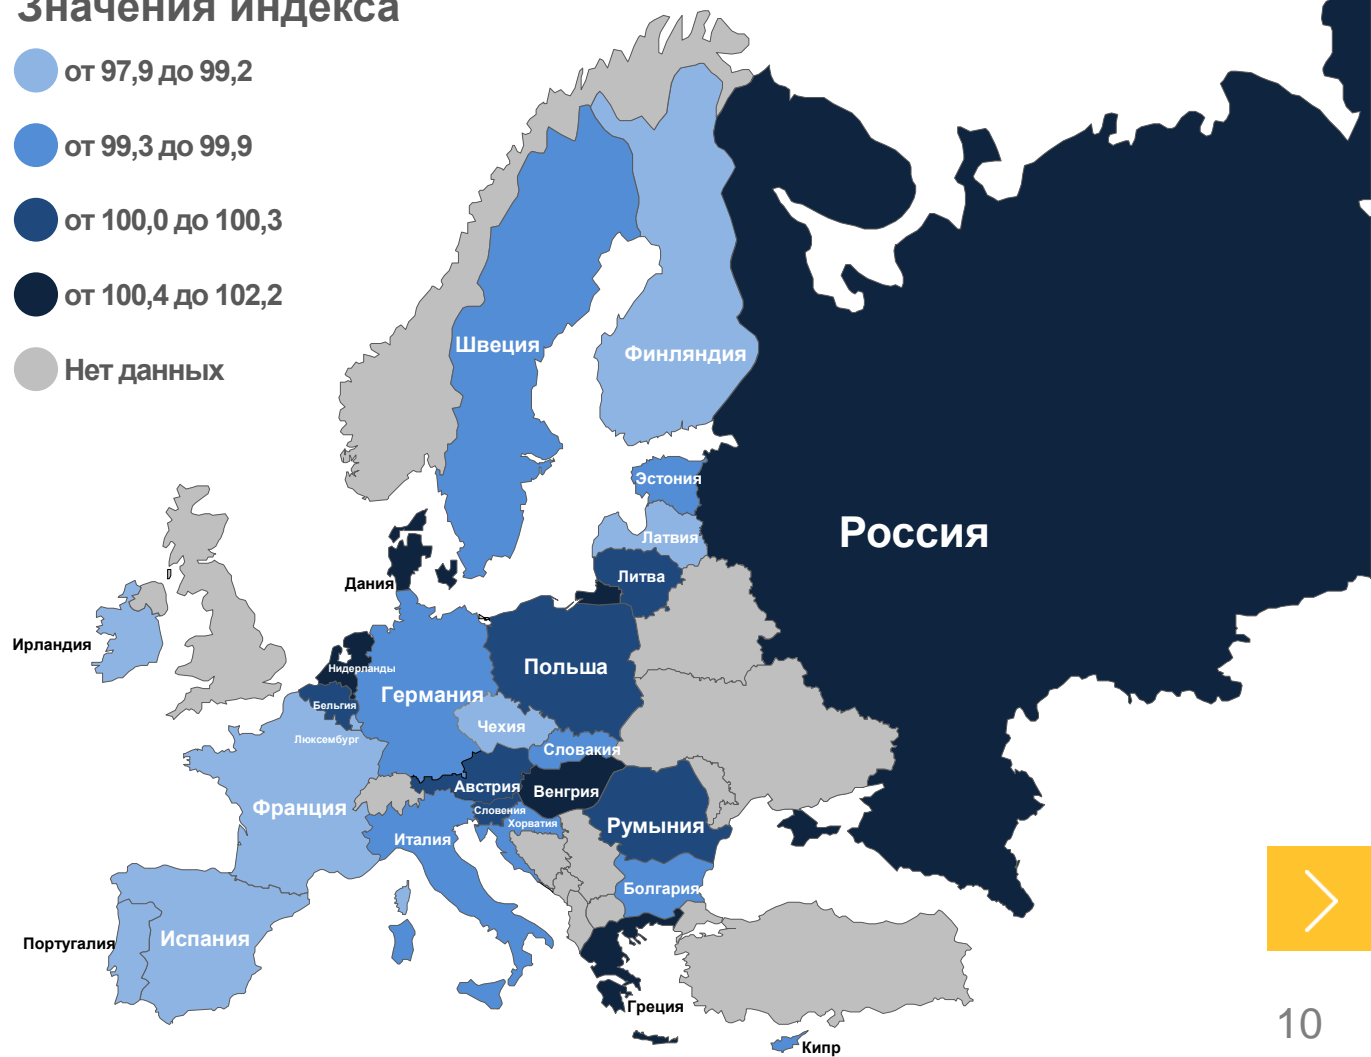 Значения индекса
от 97,9 до 99,2
от 99,3 до 99,9
от 100,0 до 100,3
от 100,4 до 102,2
Нет данных
Швеция
Финляндия
Эстония
Россия
Латвия
Литва
Дания
Ирландия
Нидерланды
Польша
Германия
Бельгия
Чехия
Люксембург
Словакия
Австрия
Венгрия
Франция
Словения
Хорватия
Румыния
Италия
Болгария
Испания
Португалия
Греция
Кипр
10